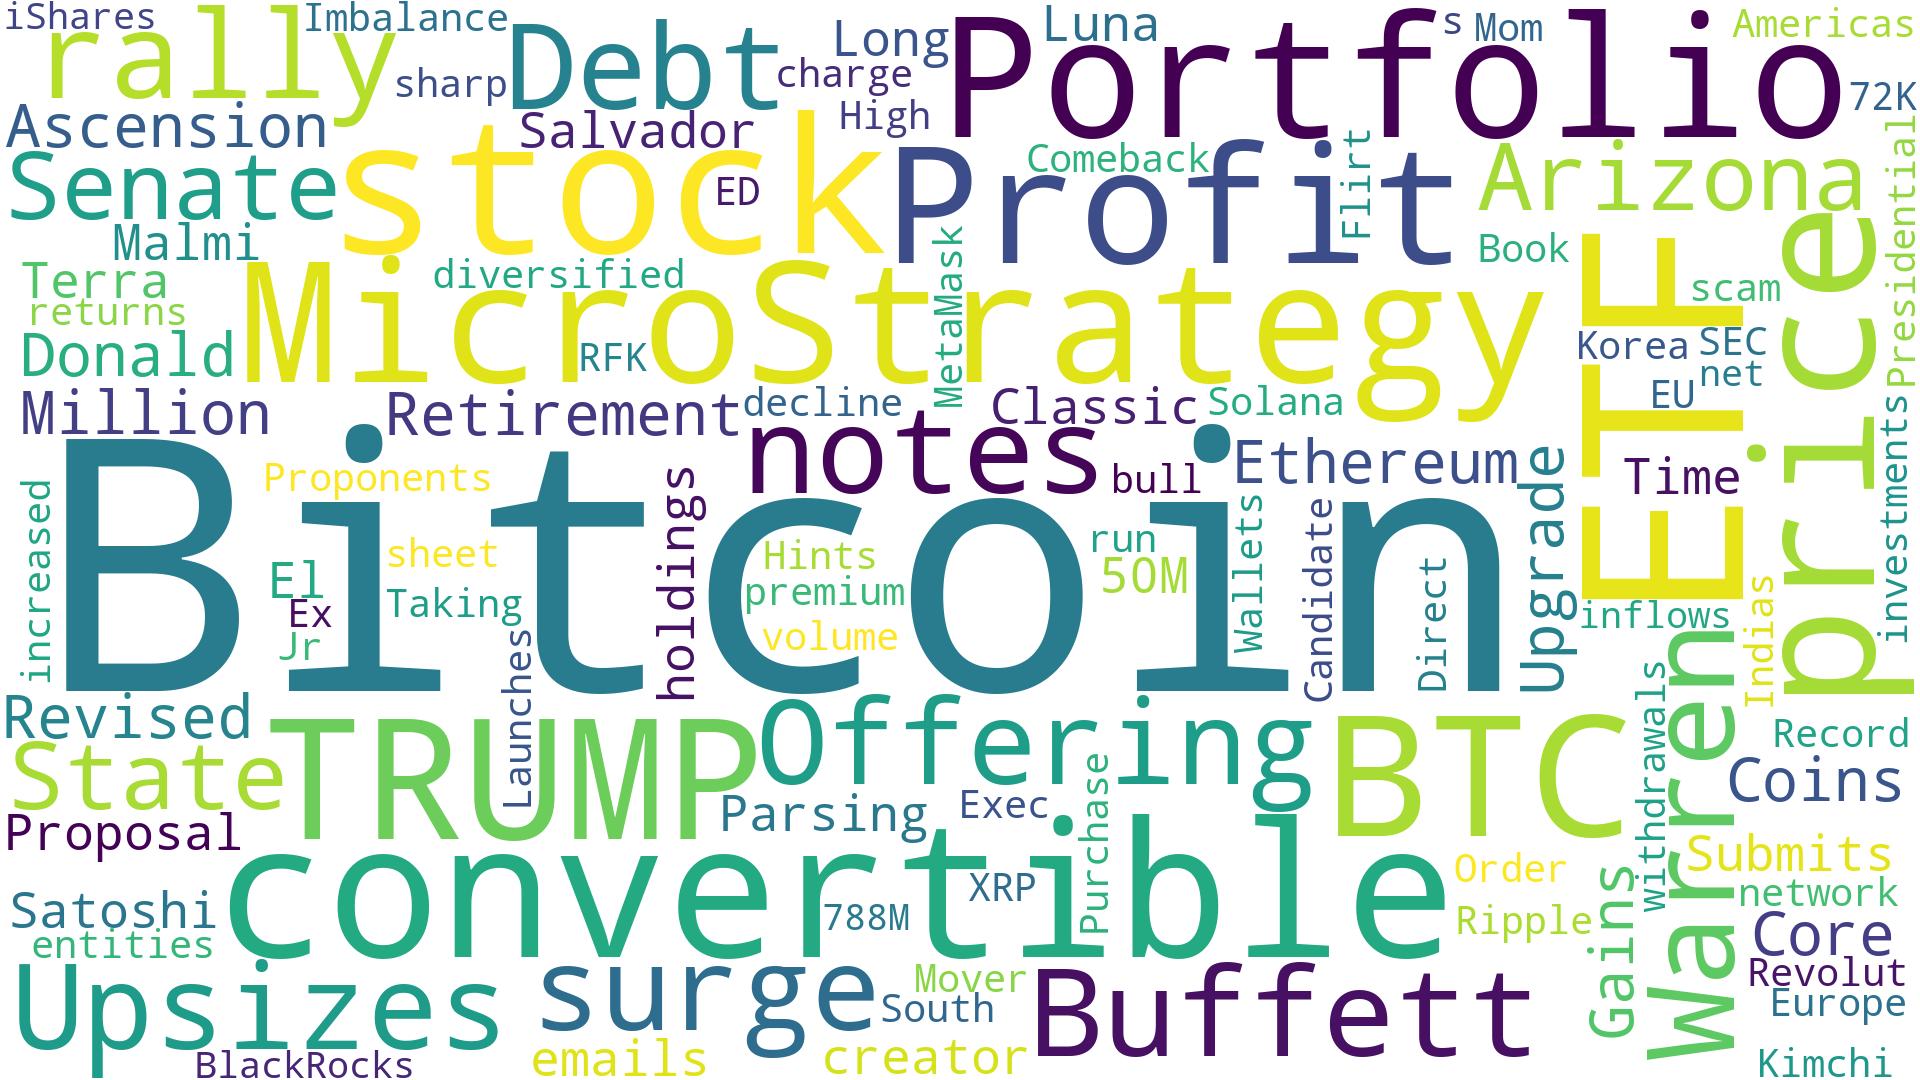 iShares
Imbalance
rally
sharp
Debt
Long
charge
High
Luna
Portfolio
s
Mom
Americas
72K
Ascension
Salvador
Senate
stock
ED
Profit
Comeback
Flirt
Arizona
Presidential
Malmi
Terra
returns
diversified
Donald
MicroStrategy
RFK
MetaMask
Book
ETF
scam
price
Korea
SEC
net
EU
Million
Retirement
decline
Classic
Solana
notes
bull
Ethereum
Upgrade
Time
investments
increased
Bitcoin
Proponents
sheet
El
Ex
Taking
Jr
holdings
Hints
premium
volume
run
50M
Wallets
Candidate
Direct
inflows
Indias
Launches
Revised
State
TRUMP
Offering
BTC
Withdrawals
Warren
Record
Coins
Proposal
Parsing
Exec
Purchase
convertible
788M
XRP
Order
Ripple
Submits
network
Satoshi
entities
Gains
Core
Revolut
Europe
Upsizes
surge
Mover
South
Buffett
BlackRocks
emails
creator
Kimchi